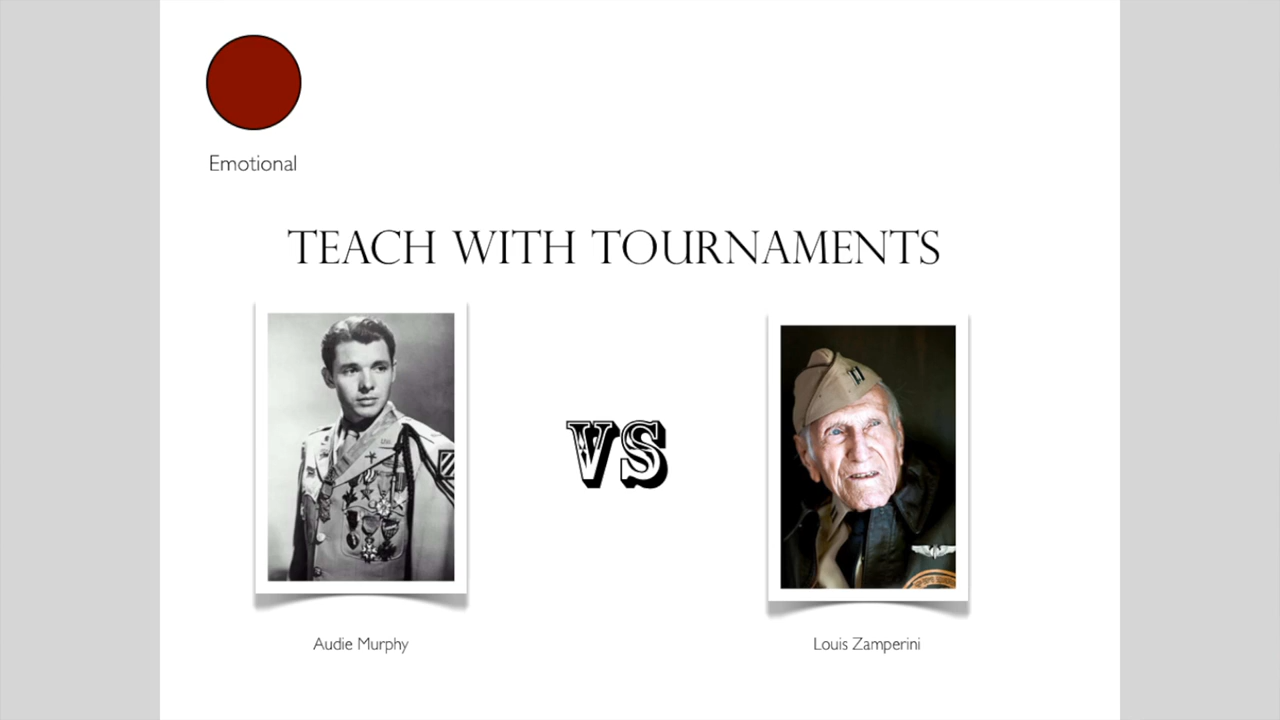 Emotional
TEACH WITH TOURNAMENTS
VS
Audie Murphy
Louis Zamperini